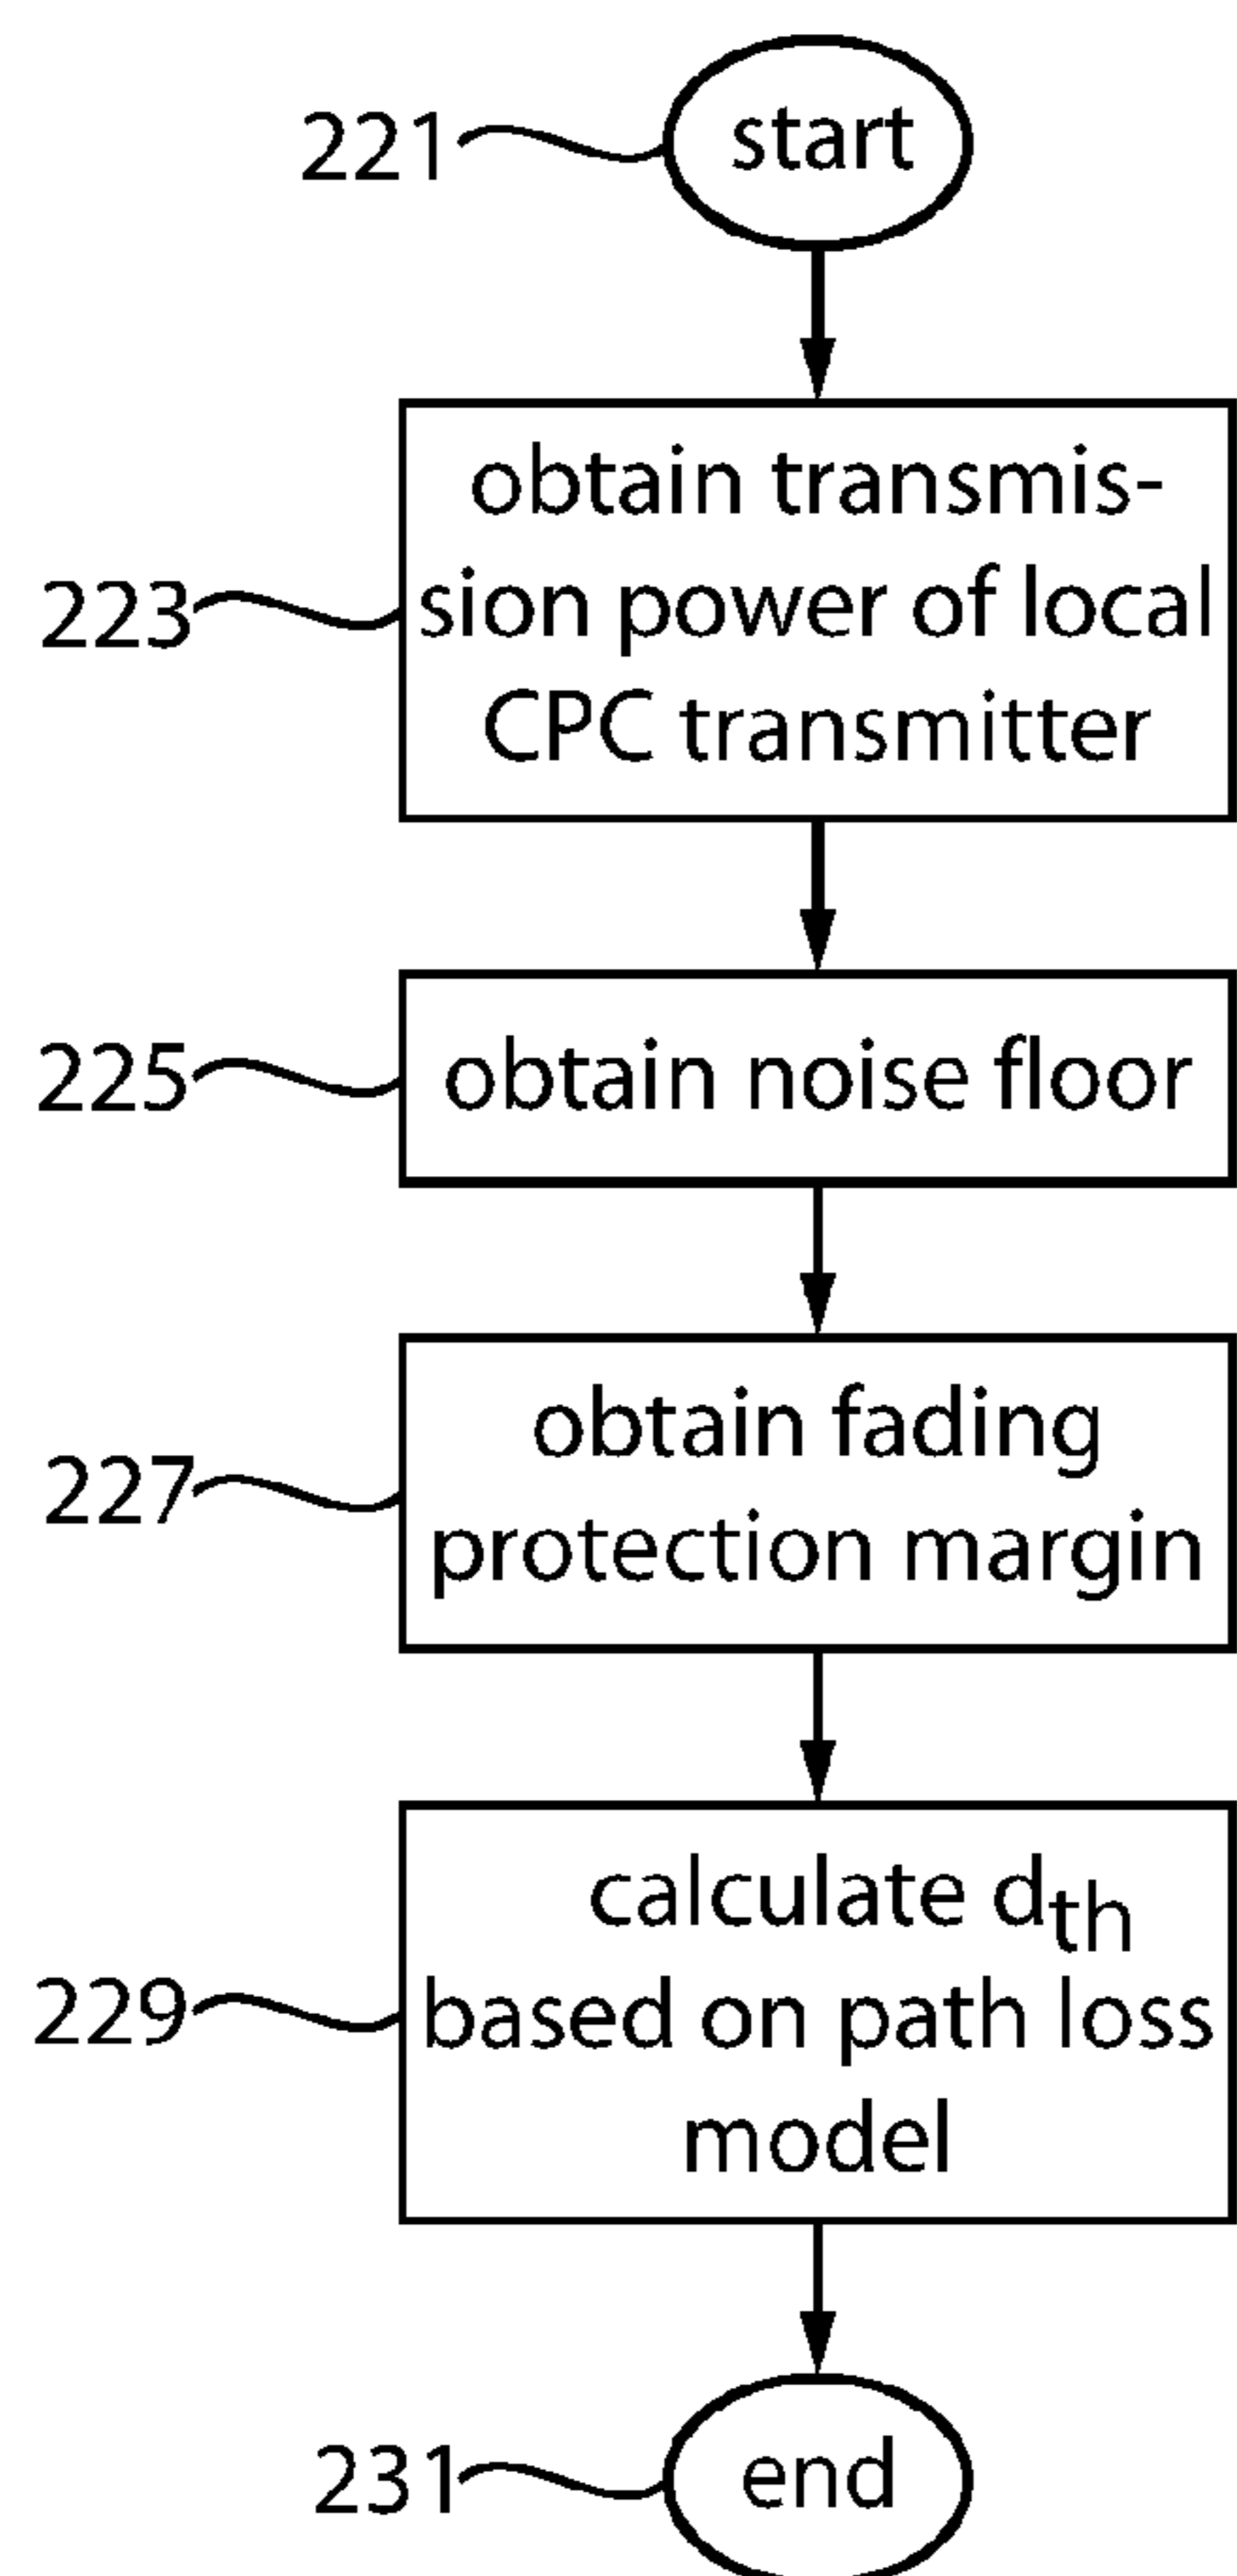 221
start
223
obtain transmis-
sion power of local
CPC transmitter
225
obtain noise floor
227
obtain fading
protection margin
229
calculate dth
based on path loss
model
231
end